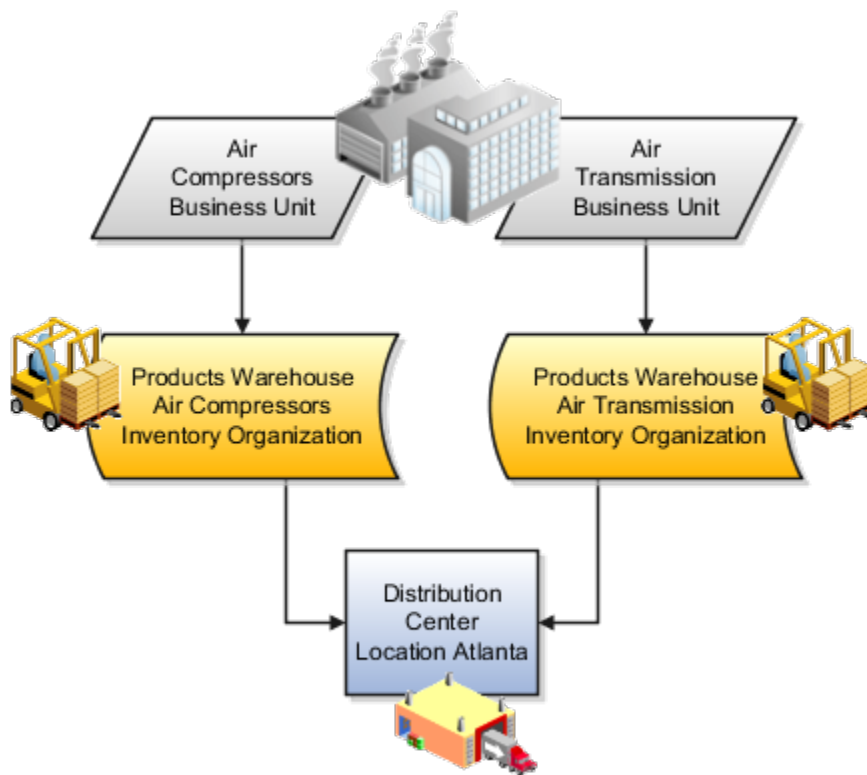 Air
Compressors
Business Unit
Air
Transmission
Business Unit
Products Warehouse
Air Compressors
Inventory Organization
Products Warehouse
Air Transmission
Inventory Organization
Distribution
Center
Location Atlanta